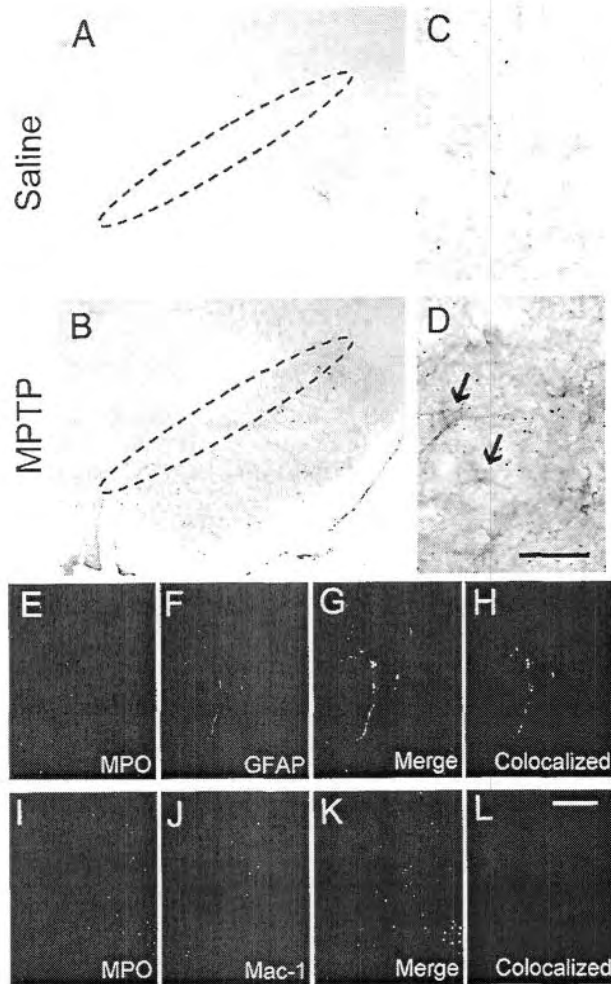 A
C
Saline
B
D
MPTP
E
MPO
F
GFAP
G
Merge
H
Colocalized
I
MPO
J
Mac-1
K
Merge
L
Colocalized